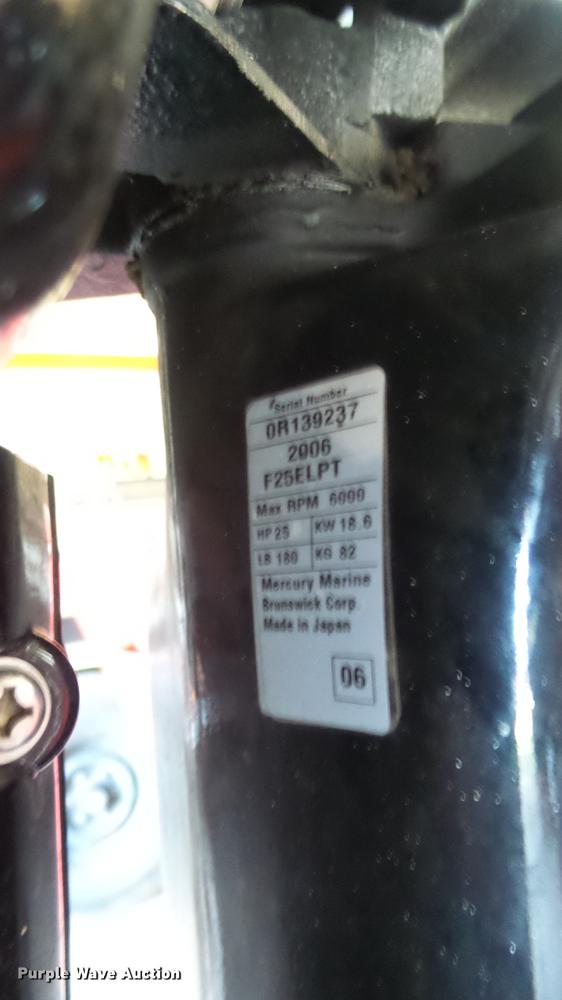 Serial Number
0R139237
2006
F25ELPT
Max RPM 6000
HP 25 KW 18.6
LB 180 KG 82
Mercury Marine
Brunswick Corp.
Made in Japan
06
Purple Wave Auction